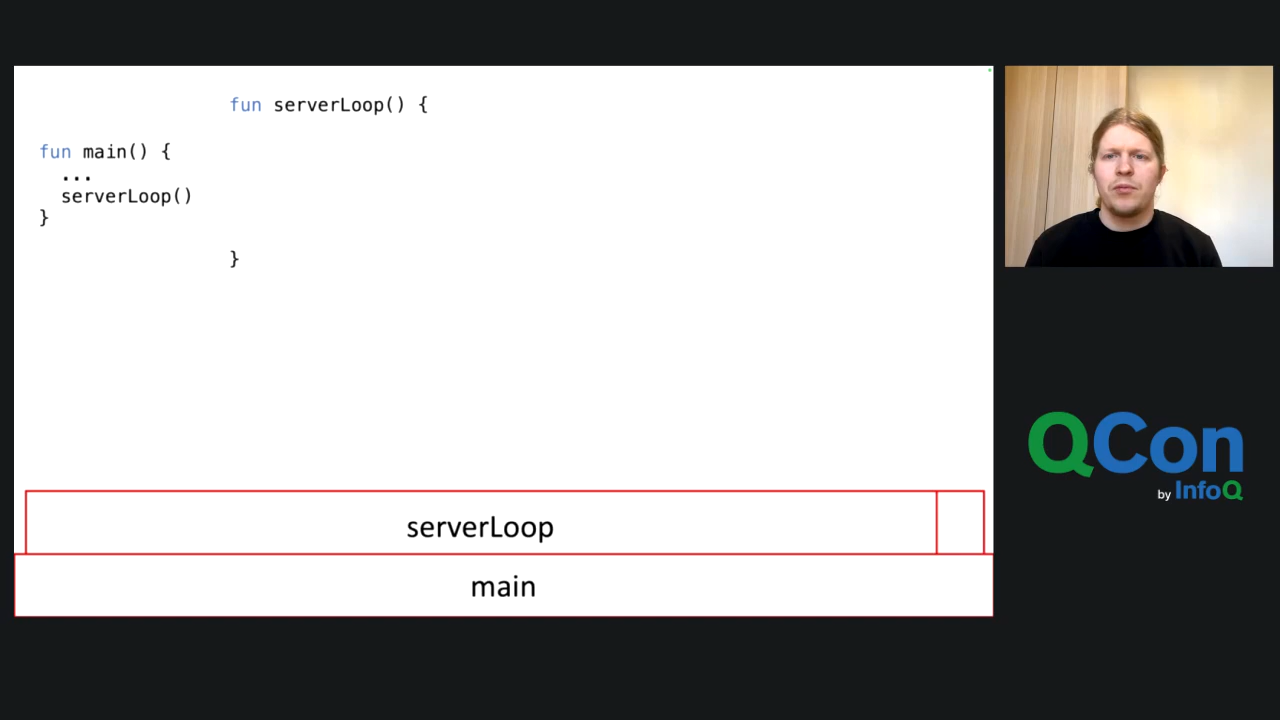 fun serverLoop() {
fun main() {
...
serverLoop()
}
}
serverLoop
main
QCon
by InfoQ